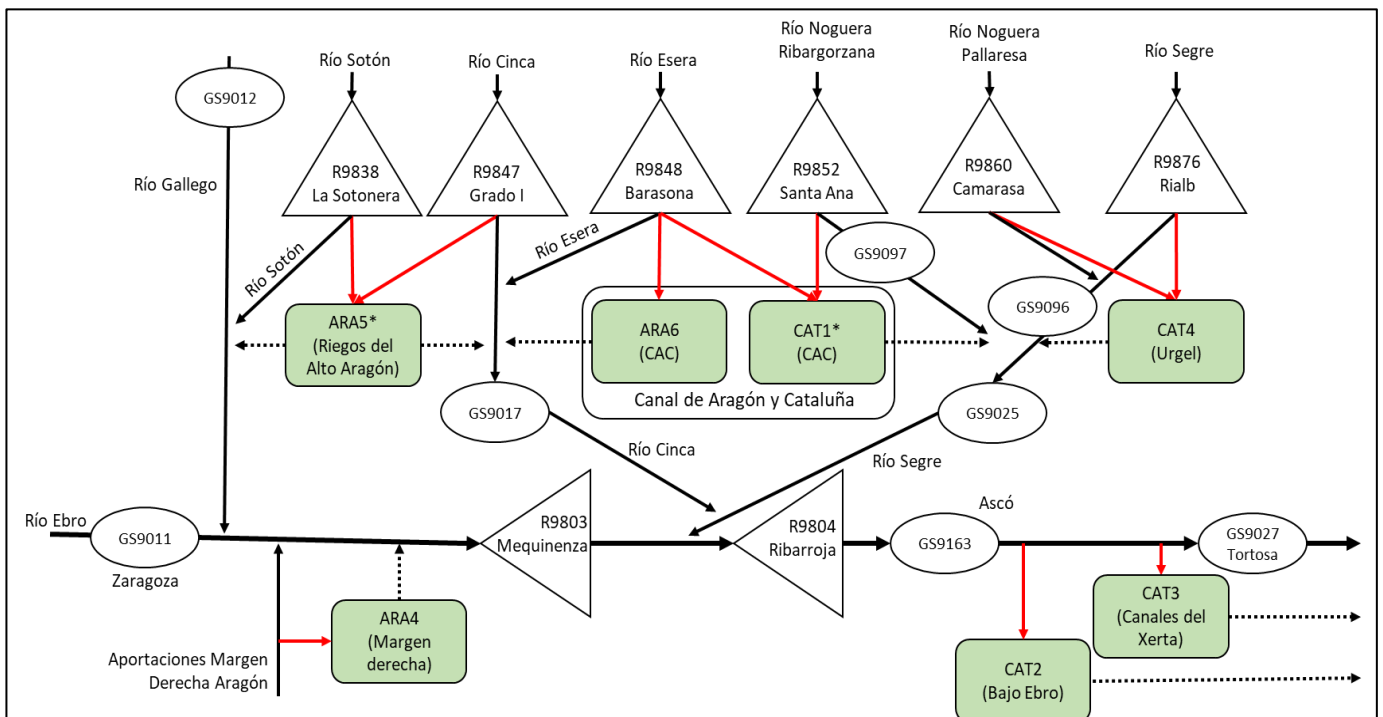 Río Sotón
Río Cinca
Río Esera
Río Noguera
Ribargorzana
Río Noguera
Pallaresa
Río Segre
GS9012
R9838
La Sotonera
R9847
Grado I
R9848
Barasona
R9852
Santa Ana
R9860
Camarasa
R9876
Rialb
Río Gallego
Río Sotón
Río Esera
GS9097
GS9096
ARA5*
(Riegos del
Alto Aragón)
ARA6
(CAC)
CAT1*
(CAC)
CAT4
(Urgel)
Canal de Aragón y Cataluña
GS9017
GS9025
Río Cinca
Río Segre
Río Ebro
GS9011
Zaragoza
R9803
Mequinenza
R9804
Ribarroja
Ascó
GS9163
GS9027
Tortosa
ARA4
(Margen
derecha)
Aportaciones Margen
Derecha Aragón
CAT3
(Canales del
Xerta)
CAT2
(Bajo Ebro)